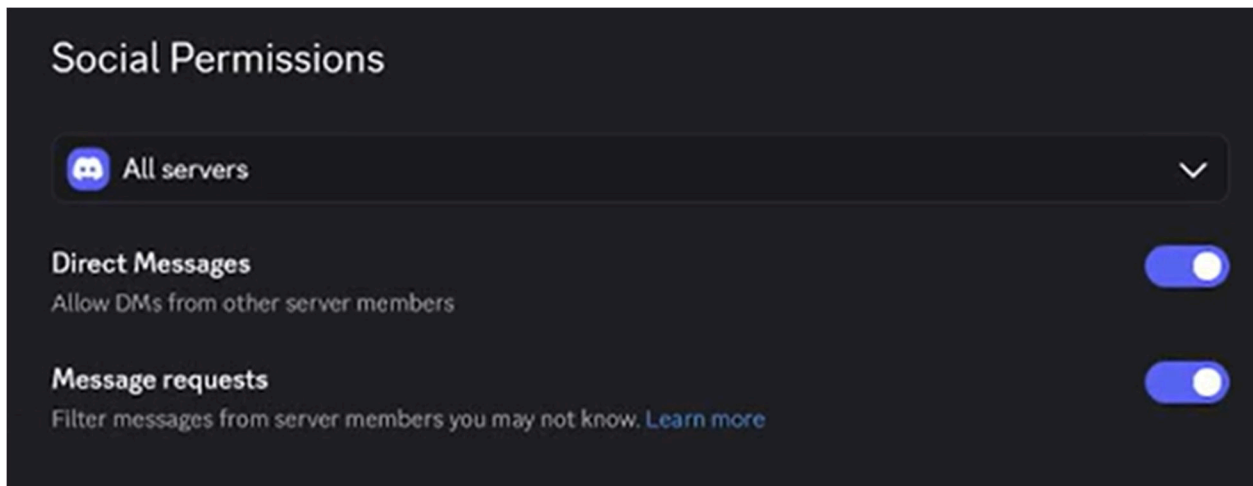 Social Permissions
All servers
Direct Messages
Allow DMs from other server members
Message requests
Filter messages from server members you may not know. Learn more